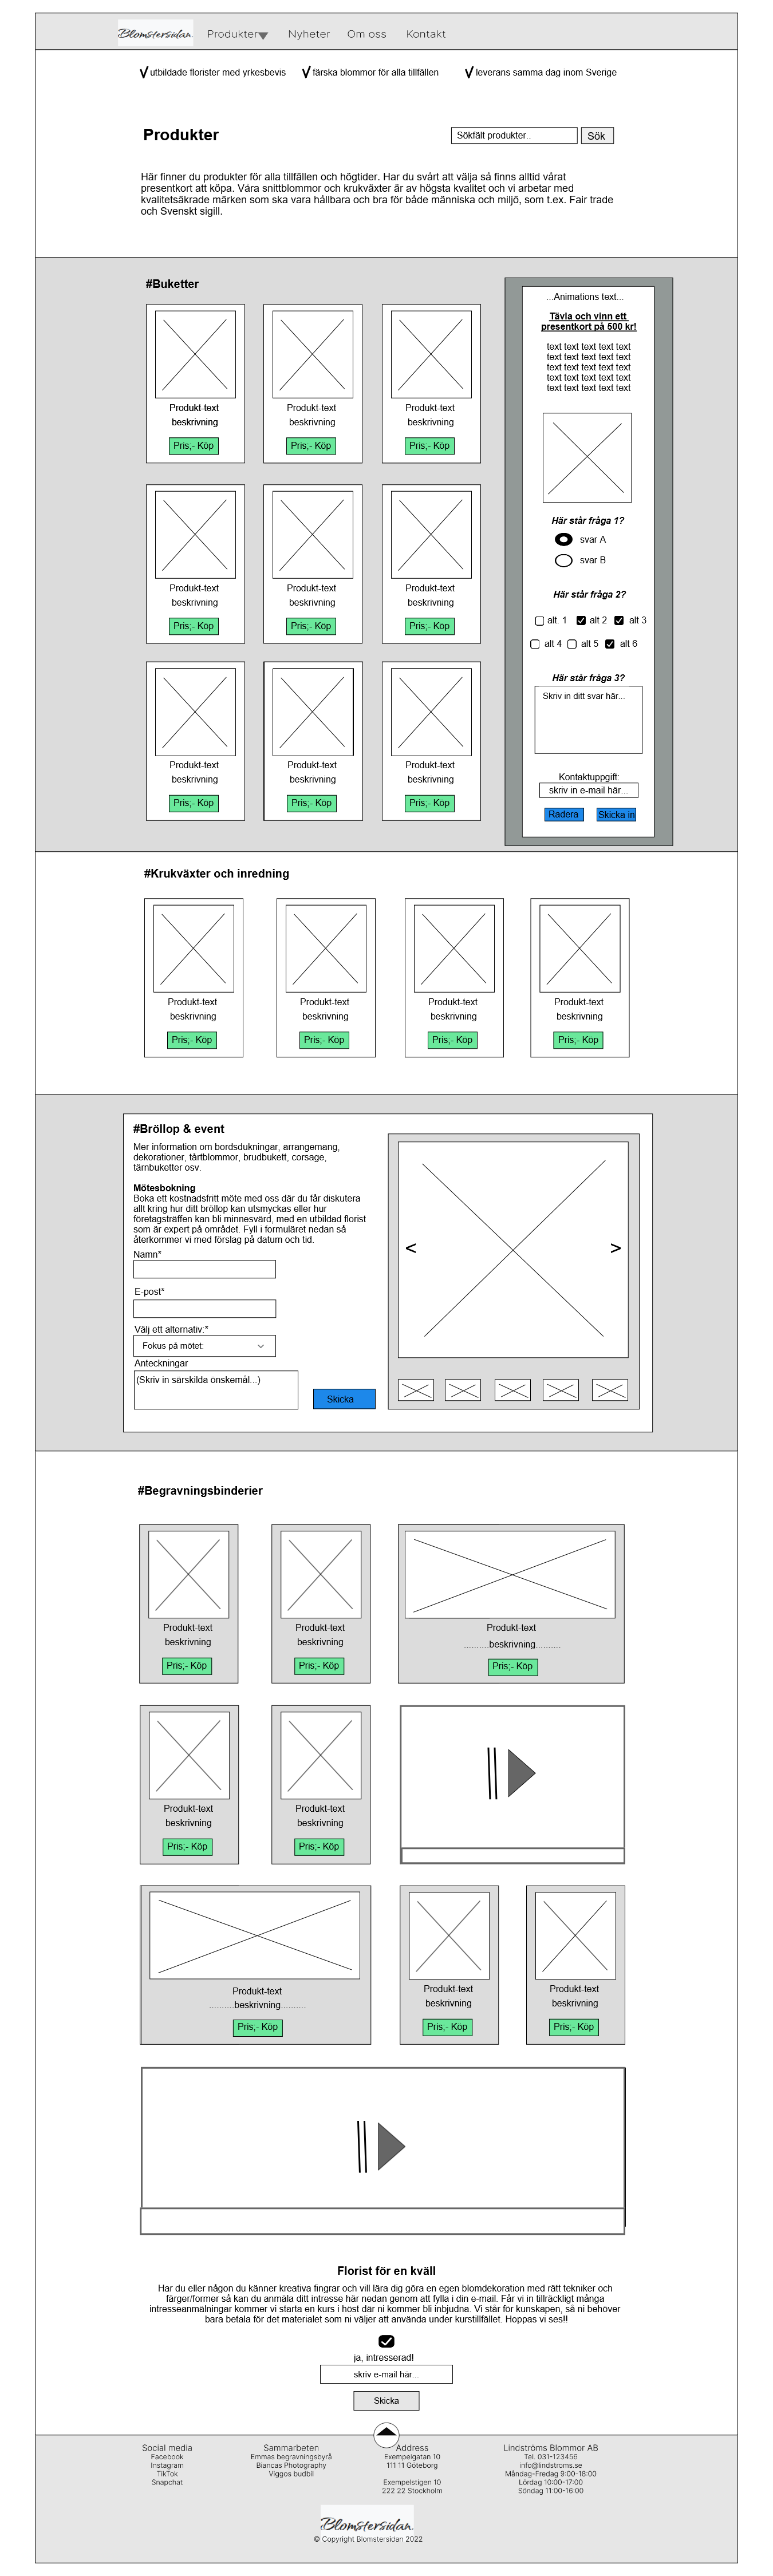 Blomstersidan
Produkter
Nyheter
Om oss
Kontakt
utbildade florister med yrkesbevis
färska blommor för alla tillfällen
leverans samma dag inom Sverige
Produkter
Sökfält produkter..
Sök
Här finner du produkter för alla tillfällen och högtider. Har du svårt att välja så finns alltid vårat
presentkort att köpa. Våra snittblommor och krukväxter är av högsta kvalitet och vi arbetar med
kvalitetsäkrade märken som ska vara hållbara och bra för både människa och miljö, som t.ex. Fair trade
och Svenskt sigill.
#Buketter
Produkt-text
beskrivning
Pris;- Köp
Produkt-text
beskrivning
Pris;- Köp
Produkt-text
beskrivning
Pris;- Köp
Produkt-text
beskrivning
Pris;- Köp
Produkt-text
beskrivning
Pris;- Köp
Produkt-text
beskrivning
Pris;- Köp
Produkt-text
beskrivning
Pris;- Köp
Produkt-text
beskrivning
Pris;- Köp
Produkt-text
beskrivning
Pris;- Köp
...Animations text...
Tävla och vinn ett
presentkort på 500 kr!
text text text text text
text text text text text
text text text text text
text text text text text
text text text text text
Här står fråga 1?
svar A
svar B
Här står fråga 2?
alt. 1 alt 2 alt 3
alt 4 alt 5 alt 6
Här står fråga 3?
Skriv in ditt svar här...
Kontaktuppgift:
skriv in e-mail här...
Radera
Skicka in
#Krukväxter och inredning
Produkt-text
beskrivning
Pris;- Köp
Produkt-text
beskrivning
Pris;- Köp
Produkt-text
beskrivning
Pris;- Köp
Produkt-text
beskrivning
Pris;- Köp
#Bröllop & event
Mer information om bordsdukningar, arrangemang,
dekorationer, tårtblommor, brudbukett, corsage,
tärnbuketter osv.
Mötesbokning
Boka ett kostnadsfritt möte med oss där du får diskutera
allt kring hur ditt bröllop kan utsmyckas eller hur
företagsträffen kan bli minnesvärd, med en utbildad florist
som är expert på området. Fyll i formuläret nedan så
återkommer vi med förslag på datum och tid.
Namn*
E-post*
Välj ett alternativ:*
Fokus på mötet:
Anteckningar
(Skriv in särskilda önskemål...)
Skicka
<
>
#Begravningsbinderier
Produkt-text
beskrivning
Pris;- Köp
Produkt-text
beskrivning
Pris;- Köp
Produkt-text
..........beskrivning..........
Pris;- Köp
Produkt-text
beskrivning
Pris;- Köp
Produkt-text
beskrivning
Pris;- Köp
Produkt-text
..........beskrivning..........
Pris;- Köp
Produkt-text
beskrivning
Pris;- Köp
Produkt-text
beskrivning
Pris;- Köp
Florist för en kväll
Har du eller någon du känner kreativa fingrar och vill lära dig göra en egen blomdekoration med rätt tekniker och
färger/former så kan du anmäla ditt intresse här nedan genom att fylla i din e-mail. Får vi in tillräckligt många
intresseanmälningar kommer vi starta en kurs i höst där ni kommer bli inbjudna. Vi står för kunskapen, så ni behöver
bara betala för det materialet som ni väljer att använda under kurstillfället. Hoppas vi ses!!
ja, intresserad!
skriv e-mail här...
Skicka
Social media
Facebook
Instagram
TikTok
Snapchat
Sammarbeten
Emmas begravningsbyrå
Biancas Photography
Viggos budbil
Address
Exempelgatan 10
111 11 Göteborg
Exempelstigen 10
222 22 Stockholm
Lindströms Blommor AB
Tel. 031-123456
info@lindstroms.se
Måndag-Fredag 9:00-18:00
Lördag 10:00-17:00
Söndag 11:00-16:00
Blomstersidan
© Copyright Blomstersidan 2022